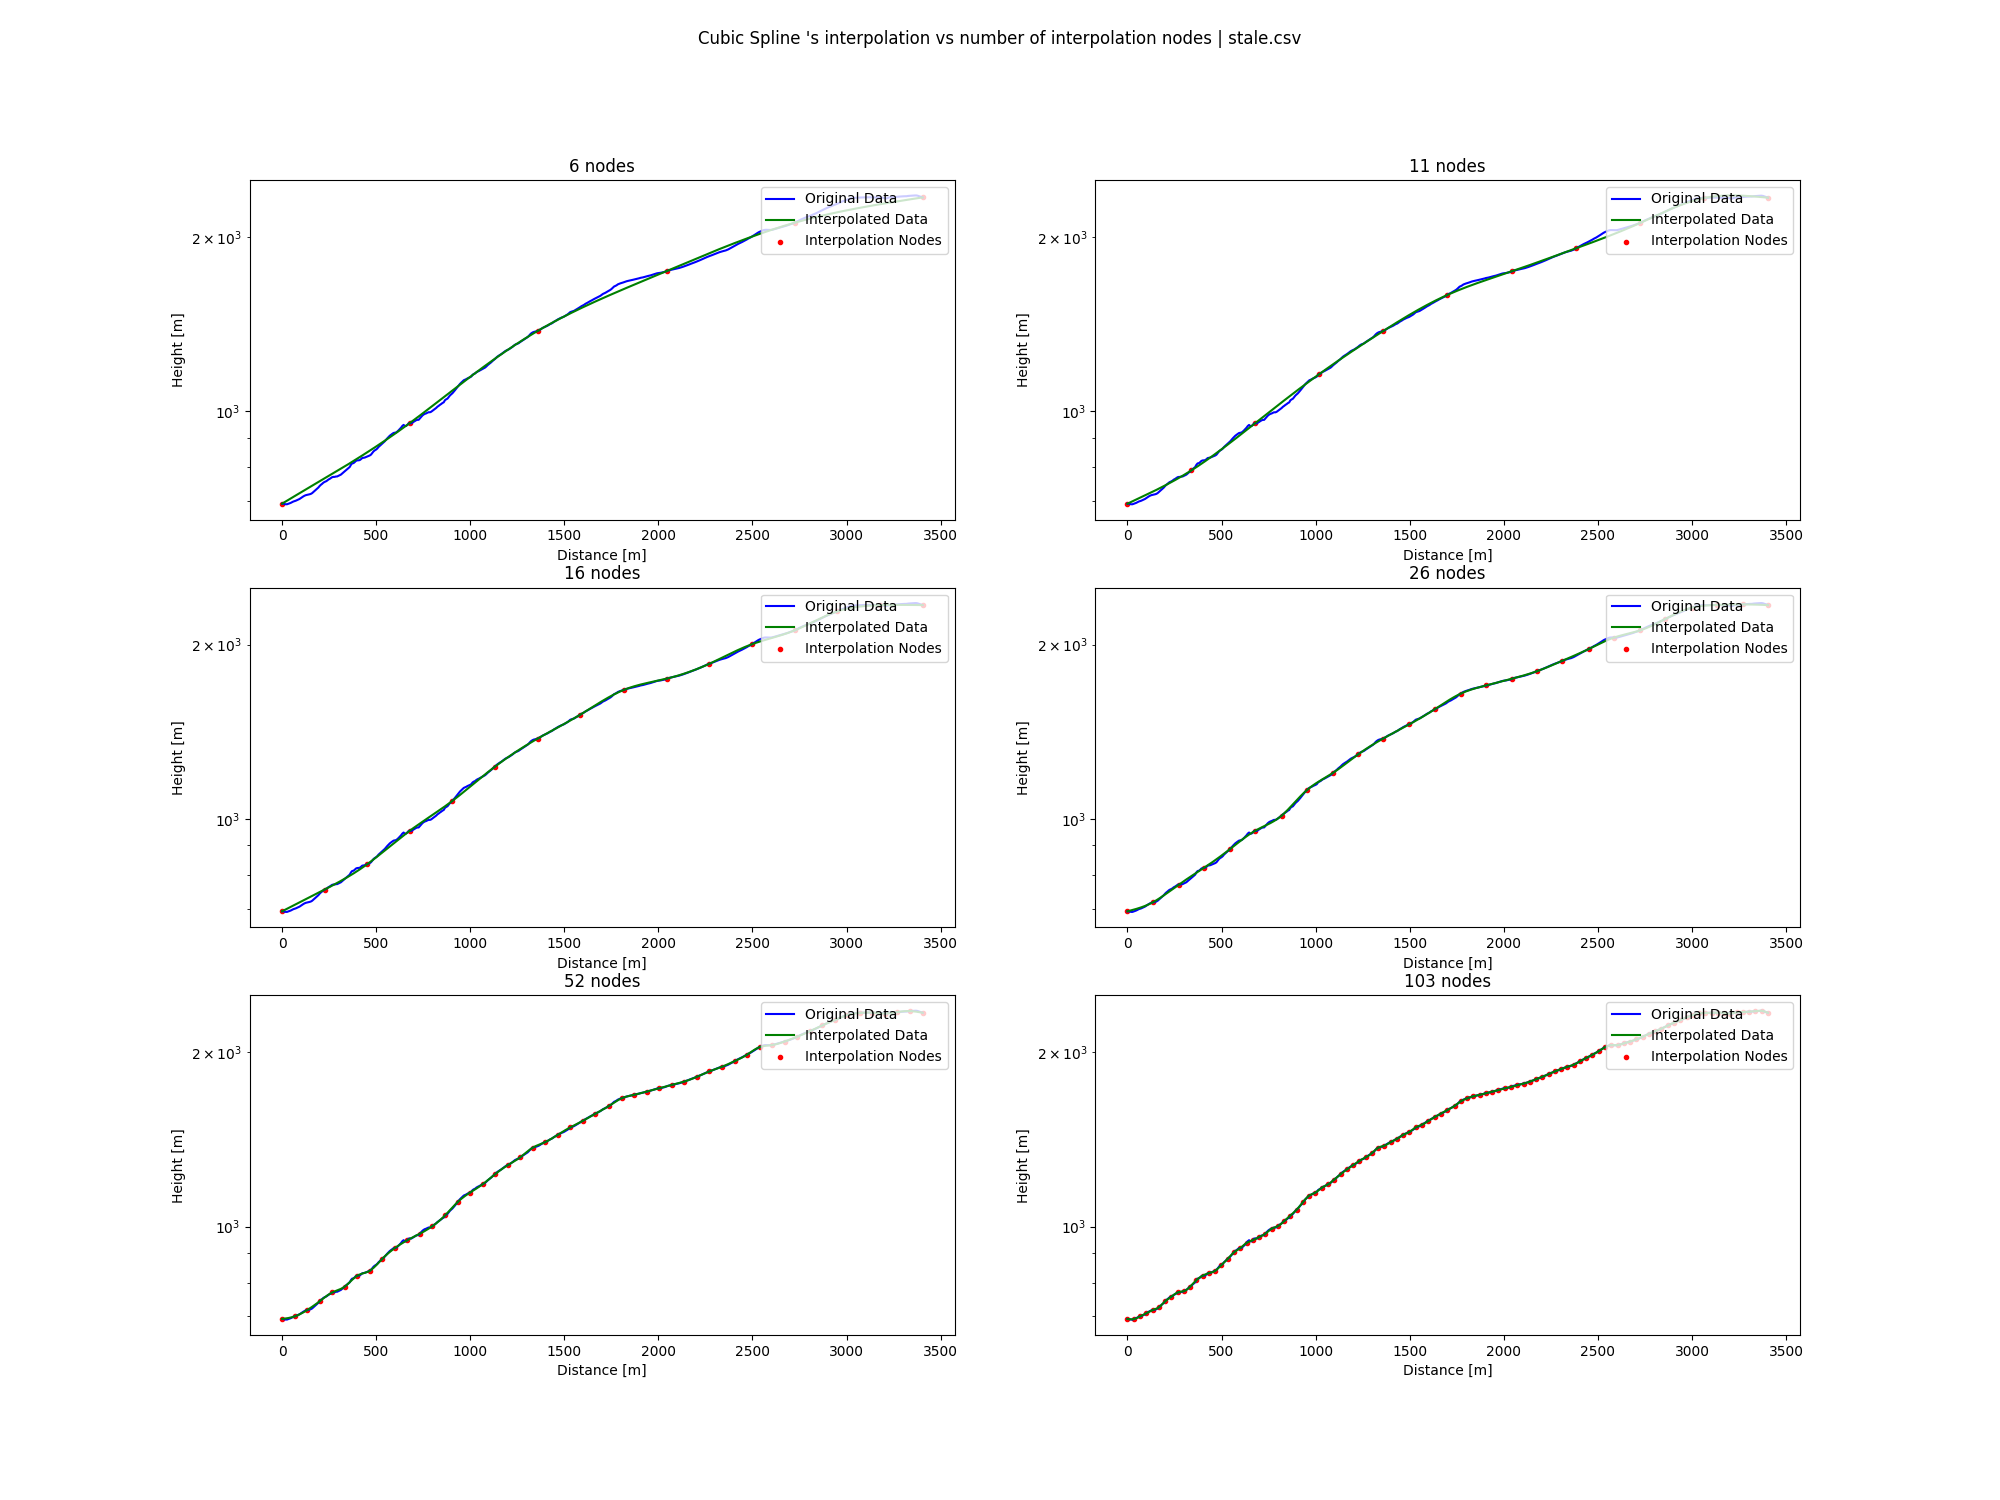 Cubic Spline 's interpolation vs number of interpolation nodes | stale.csv
6 nodes
Original Data
Interpolated Data
Interpolation Nodes
2 × 10³
10³
Height [m]
0 500 1000 1500 2000 2500 3000 3500
Distance [m]
11 nodes
Original Data
Interpolated Data
Interpolation Nodes
2 × 10³
10³
Height [m]
0 500 1000 1500 2000 2500 3000 3500
Distance [m]
16 nodes
Original Data
Interpolated Data
Interpolation Nodes
2 × 10³
10³
Height [m]
0 500 1000 1500 2000 2500 3000 3500
Distance [m]
26 nodes
Original Data
Interpolated Data
Interpolation Nodes
2 × 10³
10³
Height [m]
0 500 1000 1500 2000 2500 3000 3500
Distance [m]
52 nodes
Original Data
Interpolated Data
Interpolation Nodes
2 × 10³
10³
Height [m]
0 500 1000 1500 2000 2500 3000 3500
Distance [m]
103 nodes
Original Data
Interpolated Data
Interpolation Nodes
2 × 10³
10³
Height [m]
0 500 1000 1500 2000 2500 3000 3500
Distance [m]